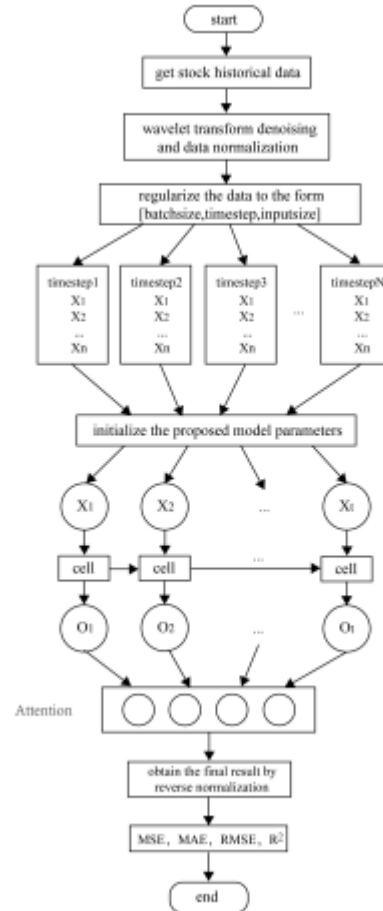 start
get stock historical data
wavelet transform denoising
and data normalization
regularize the data to the form
[batchsize,timestep,inputsize]
timestep1 timestep2 timestep3 timestepN
X₁ X₁ X₁ X₁
X₂ X₂ X₂ ... X₂
... ... ... ...
Xn Xn Xn Xn
initialize the proposed model parameters
X₁ X₂ ... Xt
cell cell ... cell
O₁ O₂ ... Ot
Attention
obtain the final result by
reverse normalization
MSE, MAE, RMSE, R²
end